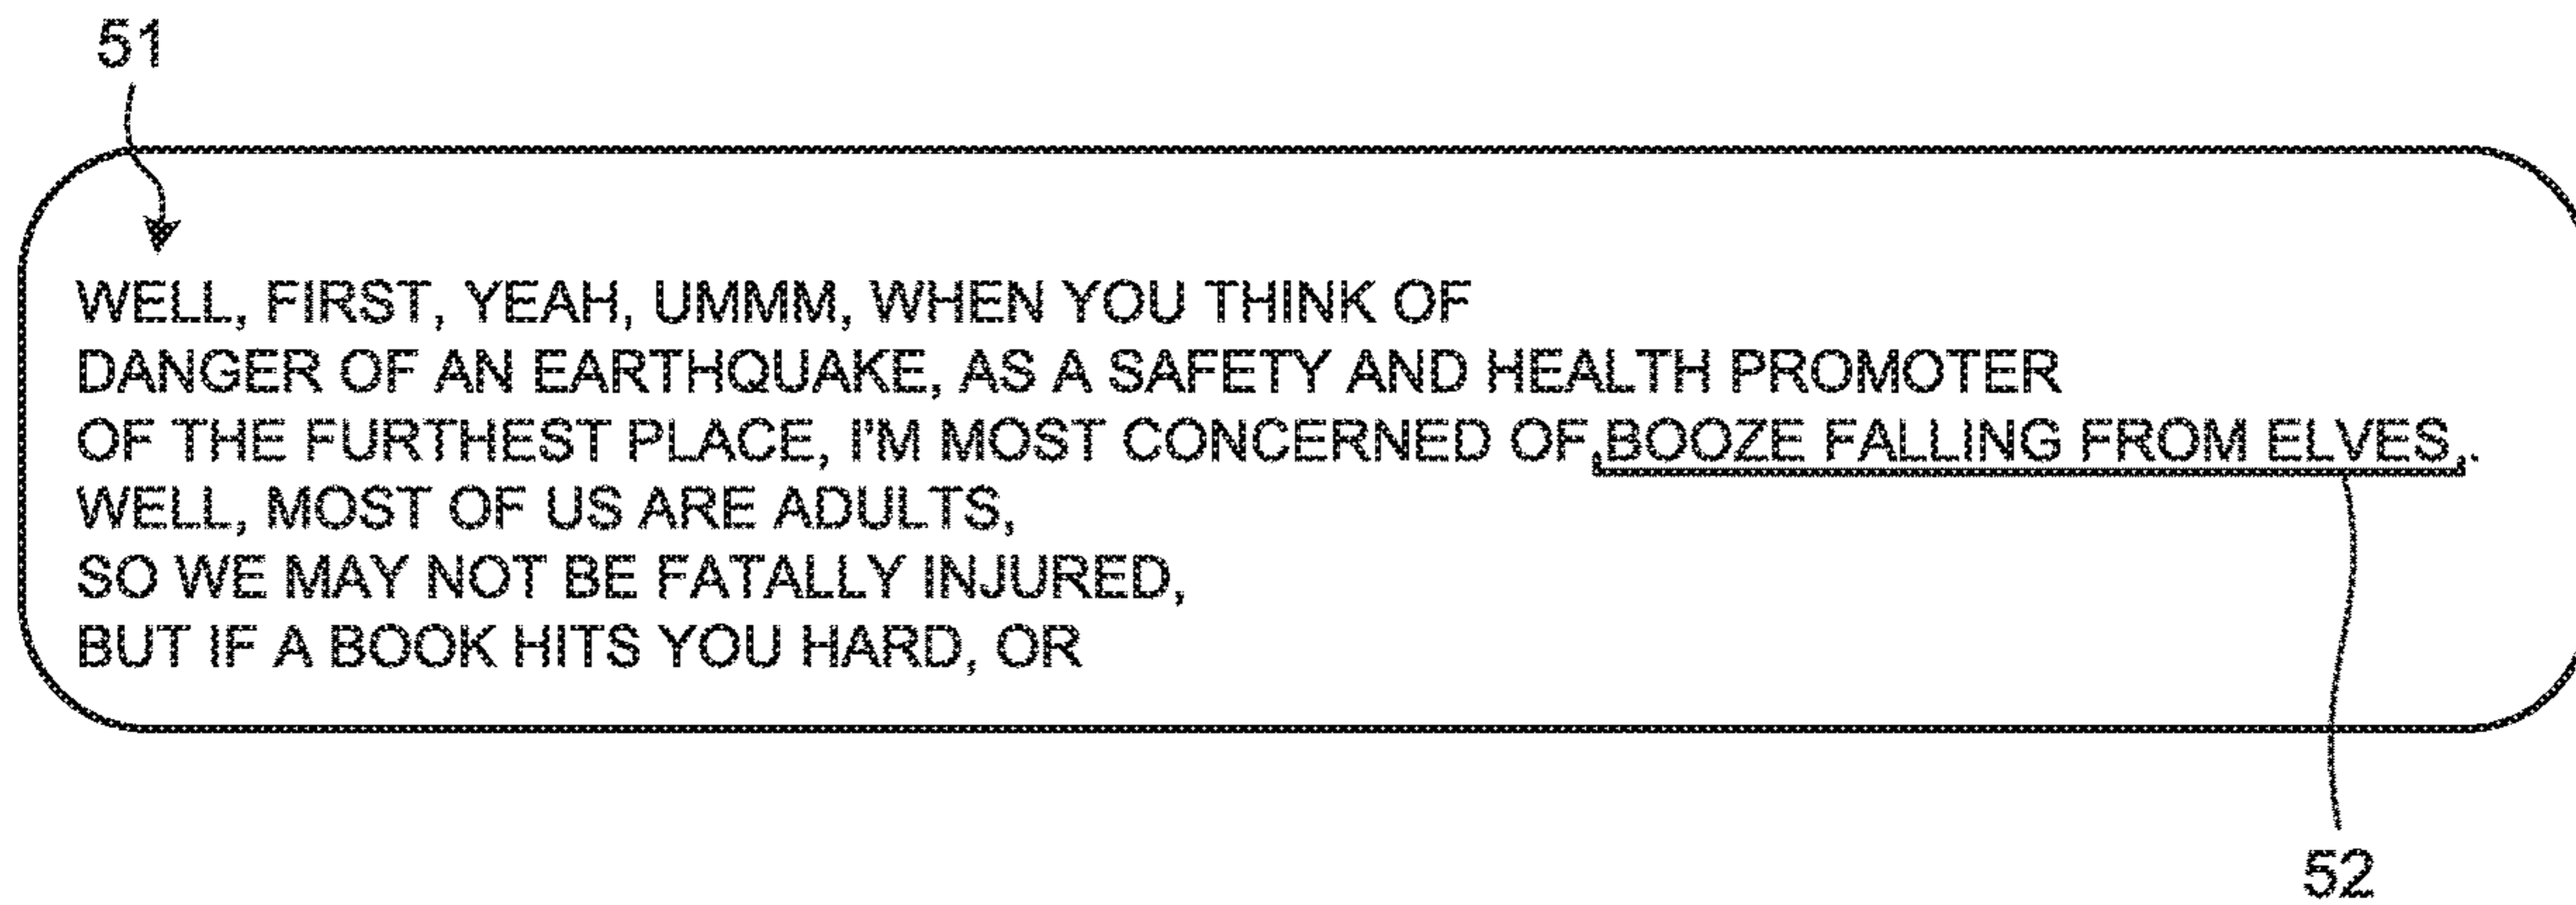 51
WELL, FIRST, YEAH, UMMM, WHEN YOU THINK OF
DANGER OF AN EARTHQUAKE, AS A SAFETY AND HEALTH PROMOTER
OF THE FURTHEST PLACE, I'M MOST CONCERNED OF BOOZE FALLING FROM ELVES.
WELL, MOST OF US ARE ADULTS,
SO WE MAY NOT BE FATALLY INJURED,
BUT IF A BOOK HITS YOU HARD, OR
52